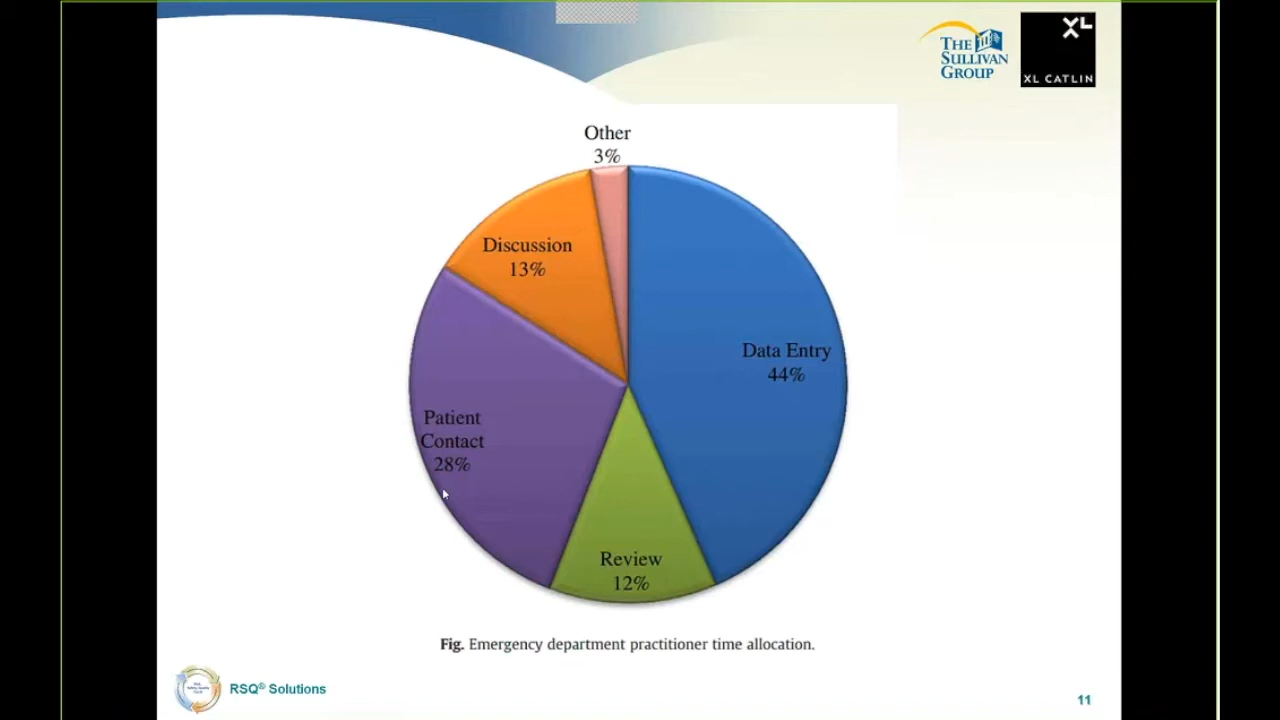 THE
SULLIVAN
GROUP
XL
XL CATLIN
Other
3%
Discussion
13%
Data Entry
44%
Patient
Contact
28%
Review
12%
Fig. Emergency department practitioner time allocation.
RSQ® Solutions
11